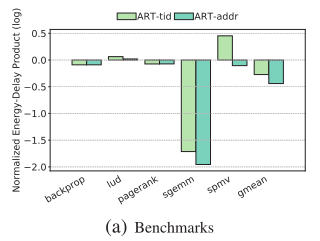 ART-tid ART-addr
Normalized Energy-Delay Product (log)
0.5
0.0
−0.5
−1.0
−1.5
−2.0
backprop lud pagerank sgemm spmv gmean
(a) Benchmarks